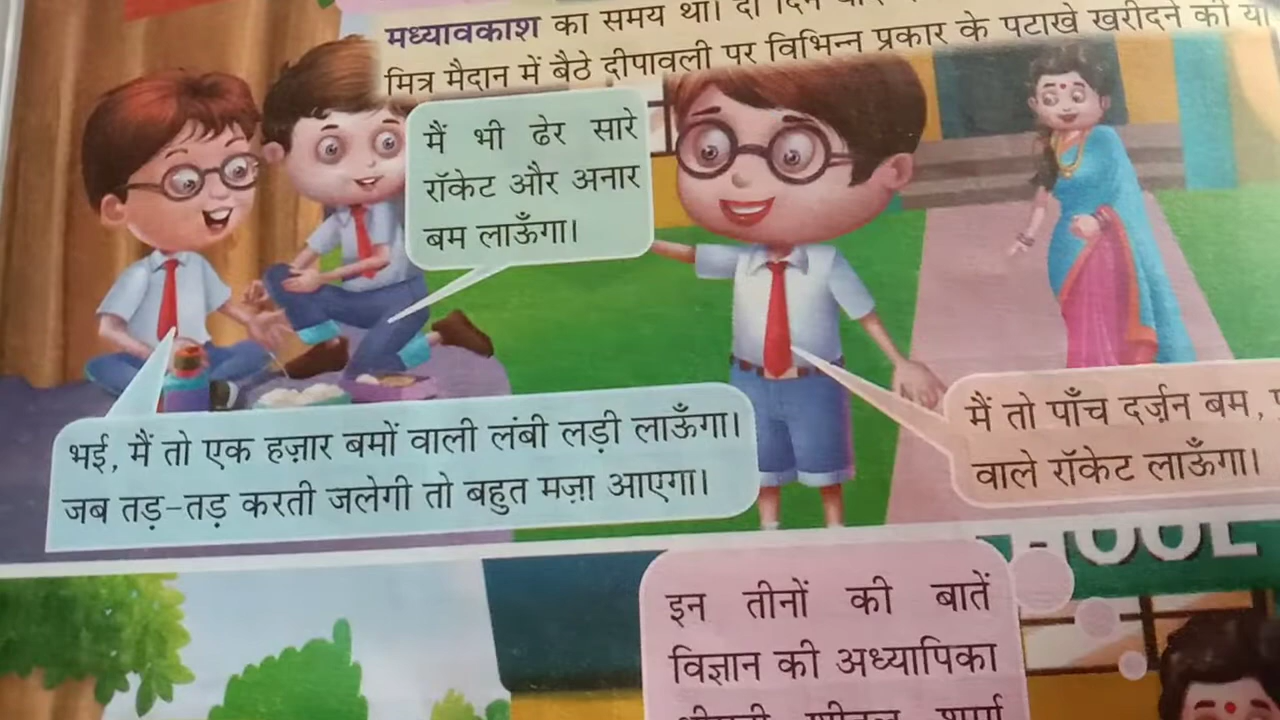 मध्यावकाश का समय था। दो दिन
मित्र मैदान में बैठे दीपावली पर विभिन्न प्रकार के पटाखे खरीदने की
मैं भी ढेर सारे
रॉकेट और अनार
बम लाऊँगा।
भई, मैं तो एक हज़ार बमों वाली लंबी लड़ी लाऊँगा।
जब तड़-तड़ करती जलेगी तो बहुत मज़ा आएगा।
मैं तो पाँच दर्ज़न बम,
वाले रॉकेट लाऊँगा।
इन तीनों की बातें
विज्ञान की अध्यापिका